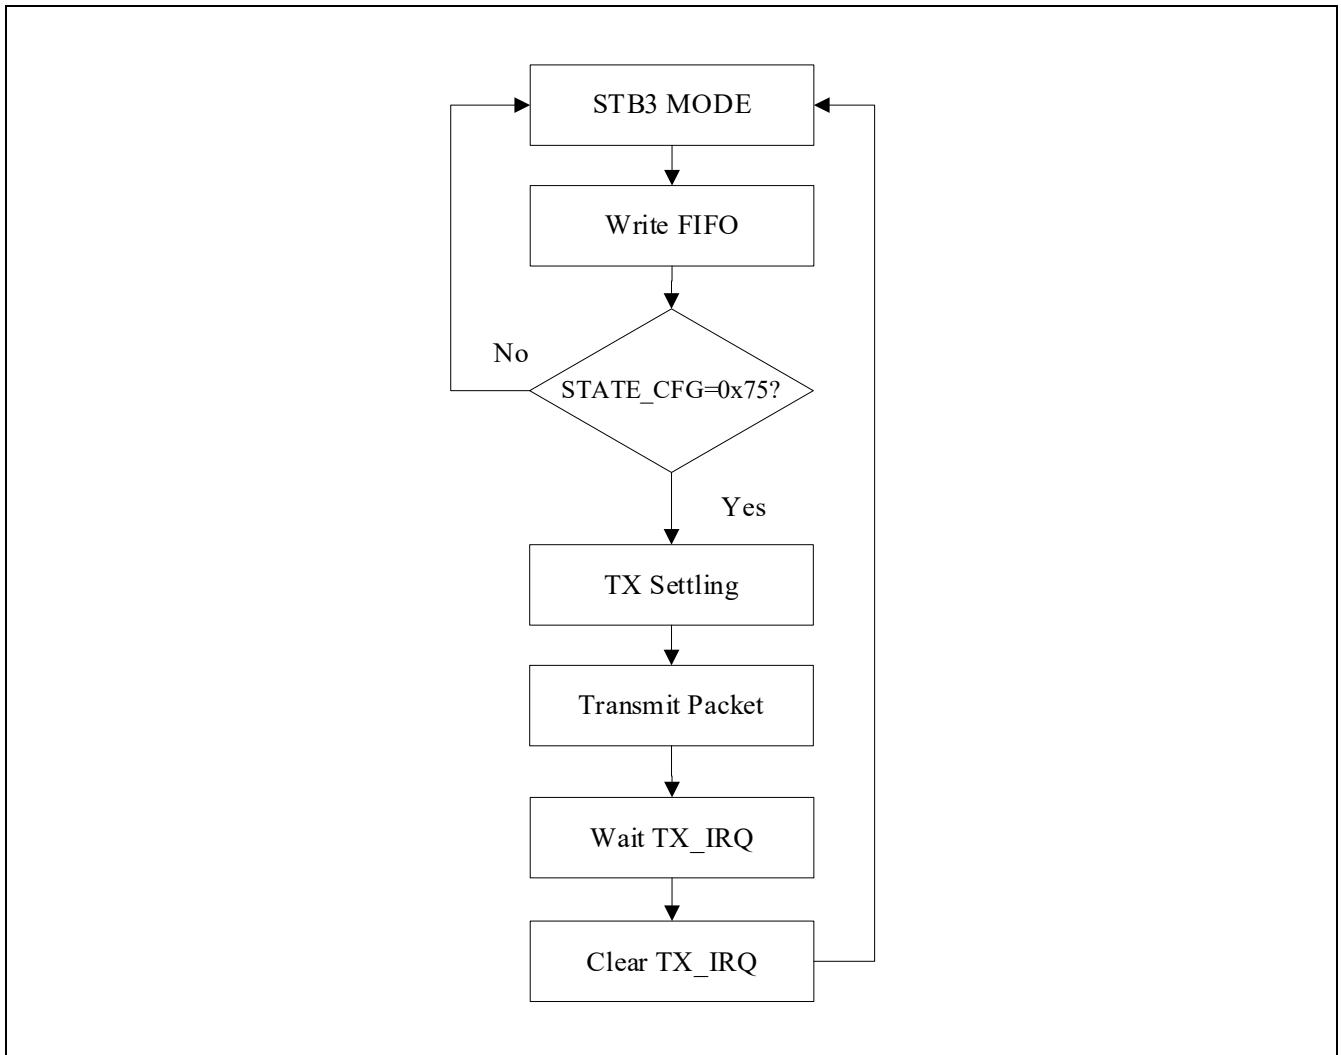 STB3 MODE
Write FIFO
No
STATE_CFG=0x75?
Yes
TX Settling
Transmit Packet
Wait TX_IRQ
Clear TX_IRQ